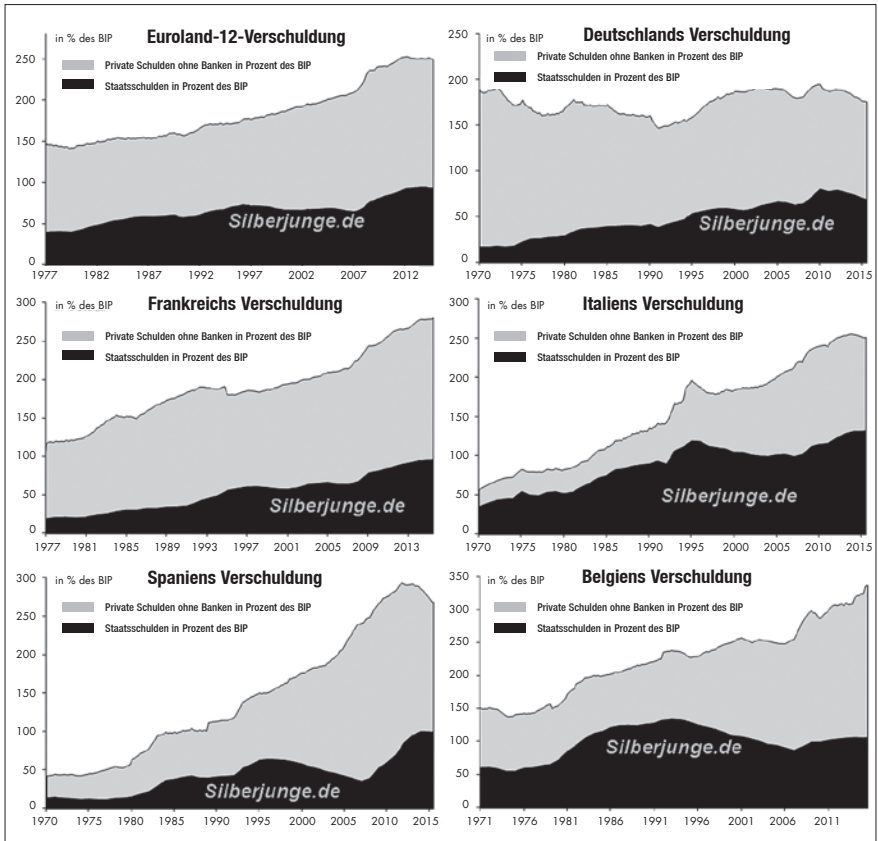 Euroland-12-Verschuldung
in % des BIP
Private Schulden ohne Banken in Prozent des BIP
Staatsschulden in Prozent des BIP
250
200
150
100
50
0
Silberjunge.de
1977 1982 1987 1992 1997 2002 2007 2012
Deutschlands Verschuldung
in % des BIP
Private Schulden ohne Banken in Prozent des BIP
Staatsschulden in Prozent des BIP
250
200
150
100
50
0
Silberjunge.de
1970 1975 1980 1985 1990 1995 2000 2005 2010 2015
Frankreichs Verschuldung
in % des BIP
Private Schulden ohne Banken in Prozent des BIP
Staatsschulden in Prozent des BIP
300
250
200
150
100
50
0
Silberjunge.de
1977 1981 1985 1989 1993 1997 2001 2005 2009 2013
Italiens Verschuldung
in % des BIP
Private Schulden ohne Banken in Prozent des BIP
Staatsschulden in Prozent des BIP
300
250
200
150
100
50
0
Silberjunge.de
1970 1975 1980 1985 1990 1995 2000 2005 2010 2015
Spaniens Verschuldung
in % des BIP
Private Schulden ohne Banken in Prozent des BIP
Staatsschulden in Prozent des BIP
300
250
200
150
100
50
0
Silberjunge.de
1970 1975 1980 1985 1990 1995 2000 2005 2010 2015
Belgiens Verschuldung
in % des BIP
Private Schulden ohne Banken in Prozent des BIP
Staatsschulden in Prozent des BIP
350
300
250
200
150
100
50
0
Silberjunge.de
1971 1976 1981 1986 1991 1996 2001 2006 2011